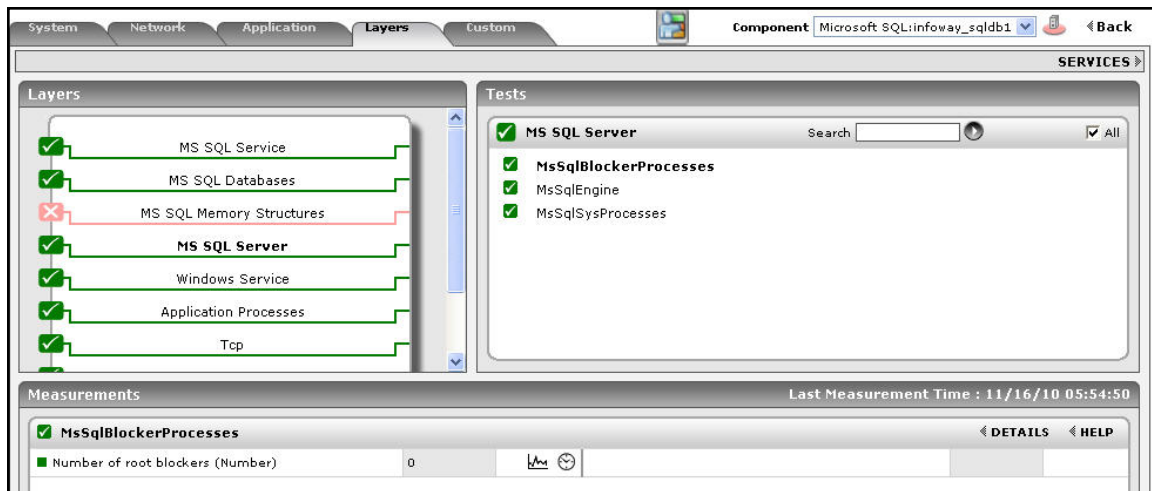 System Network Application Layers Custom Component Microsoft SQL:infoway_sqldb1 Back
SERVICES
Layers
MS SQL Service
MS SQL Databases
MS SQL Memory Structures
MS SQL Server
Windows Service
Application Processes
Tcp
Tests
MS SQL Server Search All
MsSqlBlockerProcesses
MsSqlEngine
MsSqlSysProcesses
Measurements Last Measurement Time : 11/16/10 05:54:50
MsSqlBlockerProcesses DETAILS HELP
Number of root blockers (Number) 0